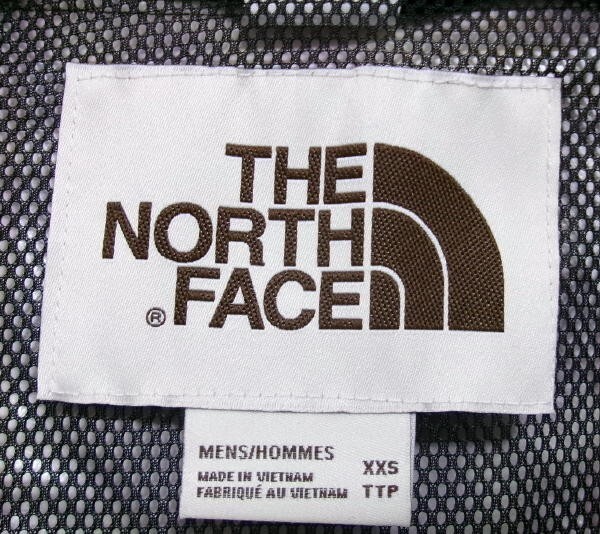 THE
NORTH
® FACE
MENS/HOMMES
MADE IN VIETNAM XXS
FABRIQUÉ AU VIETNAM TTP